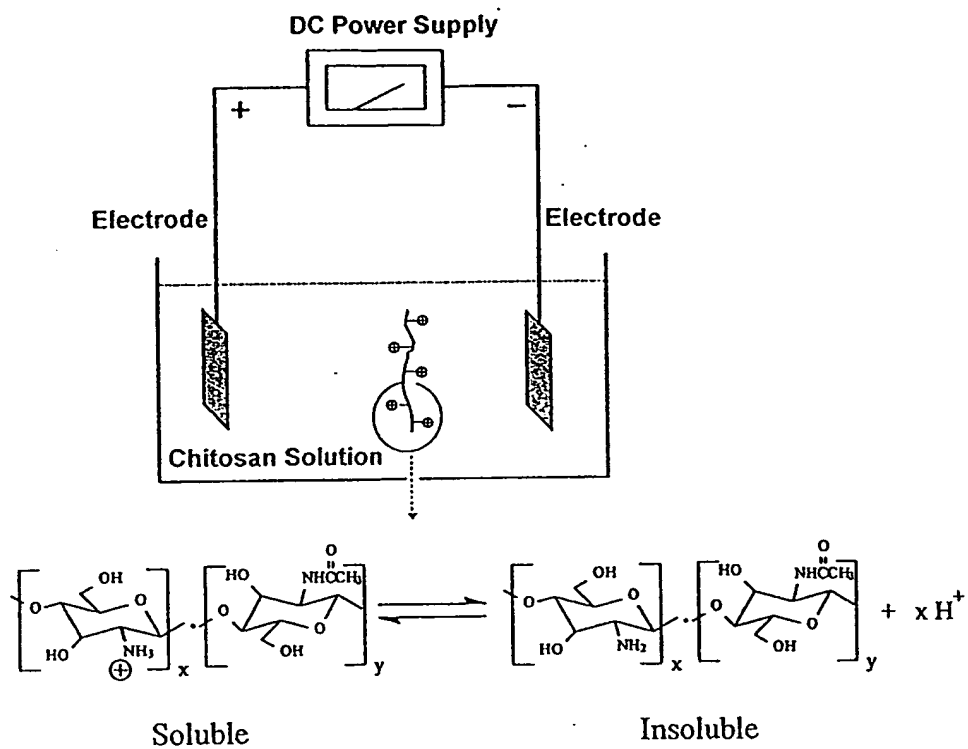 DC Power Supply
+ −
Electrode Electrode
⊕
⊕
⊕
⊕
⊕
Chitosan Solution
O O
OH HO NHCCH₃ OH HO NHCCH₃
O O O O O O O O + x H⁺
HO NH₃ x OH y HO NH₂ x OH y
⊕
Soluble Insoluble